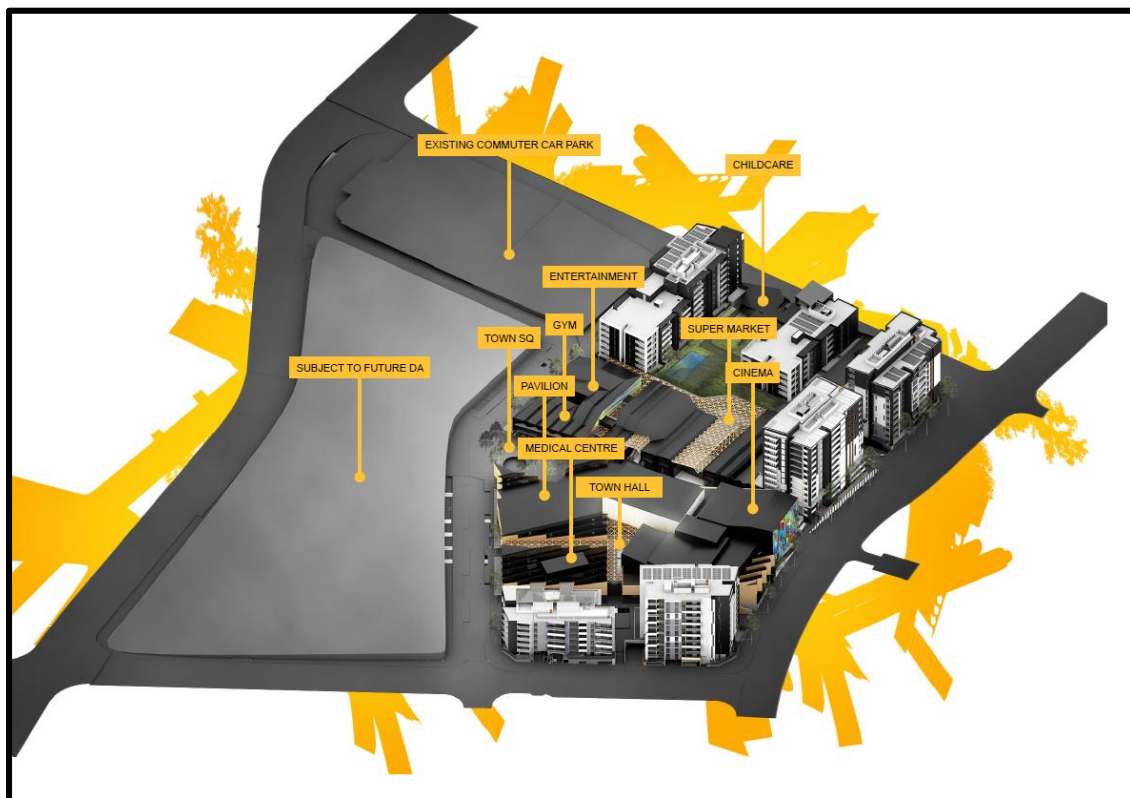 EXISTING COMMUTER CAR PARK
CHILDCARE
ENTERTAINMENT
GYM
SUPER MARKET
TOWN SQ
SUBJECT TO FUTURE DA
CINEMA
PAVILION
MEDICAL CENTRE
TOWN HALL